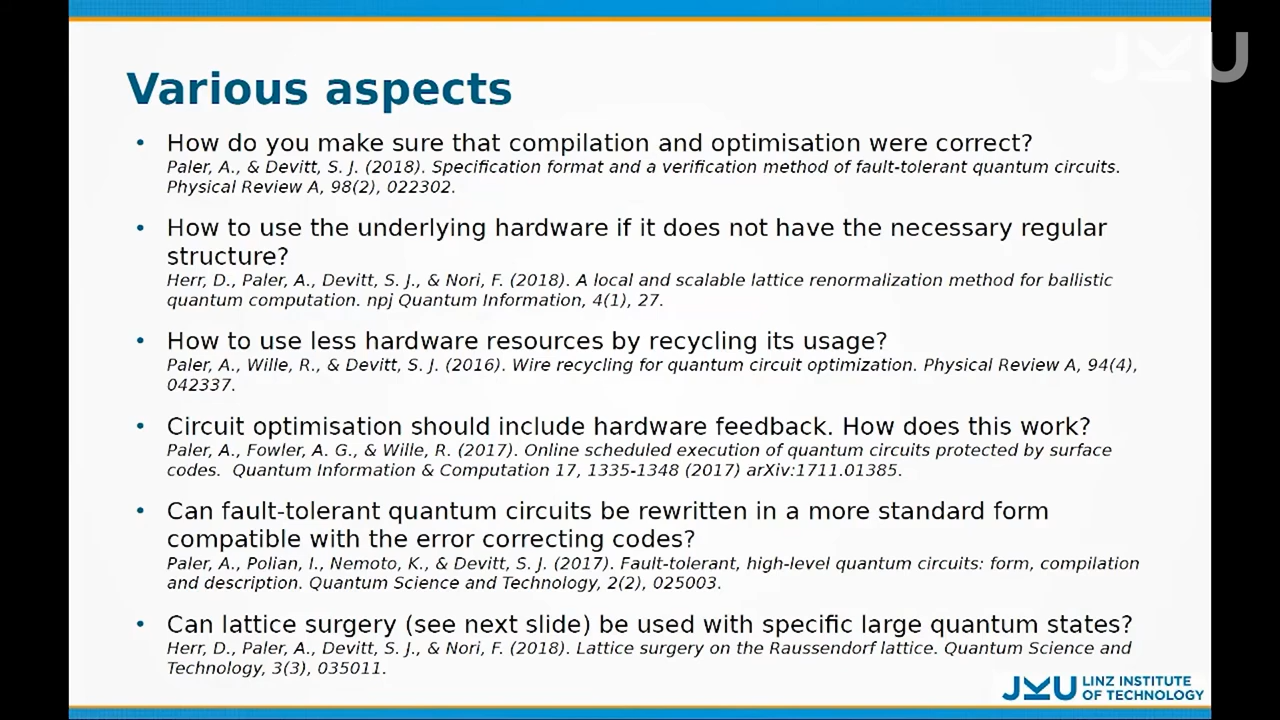 JKU
Various aspects
• How do you make sure that compilation and optimisation were correct?
Paler, A., & Devitt, S. J. (2018). Specification format and a verification method of fault-tolerant quantum circuits.
Physical Review A, 98(2), 022302.
• How to use the underlying hardware if it does not have the necessary regular
structure?
Herr, D., Paler, A., Devitt, S. J., & Nori, F. (2018). A local and scalable lattice renormalization method for ballistic
quantum computation. npj Quantum Information, 4(1), 27.
• How to use less hardware resources by recycling its usage?
Paler, A., Wille, R., & Devitt, S. J. (2016). Wire recycling for quantum circuit optimization. Physical Review A, 94(4),
042337.
• Circuit optimisation should include hardware feedback. How does this work?
Paler, A., Fowler, A. G., & Wille, R. (2017). Online scheduled execution of quantum circuits protected by surface
codes. Quantum Information & Computation 17, 1335-1348 (2017) arXiv:1711.01385.
• Can fault-tolerant quantum circuits be rewritten in a more standard form
compatible with the error correcting codes?
Paler, A., Polian, I., Nemoto, K., & Devitt, S. J. (2017). Fault-tolerant, high-level quantum circuits: form, compilation
and description. Quantum Science and Technology, 2(2), 025003.
• Can lattice surgery (see next slide) be used with specific large quantum states?
Herr, D., Paler, A., Devitt, S. J., & Nori, F. (2018). Lattice surgery on the Raussendorf lattice. Quantum Science and
Technology, 3(3), 035011.
JKU LINZ INSTITUTE
OF TECHNOLOGY